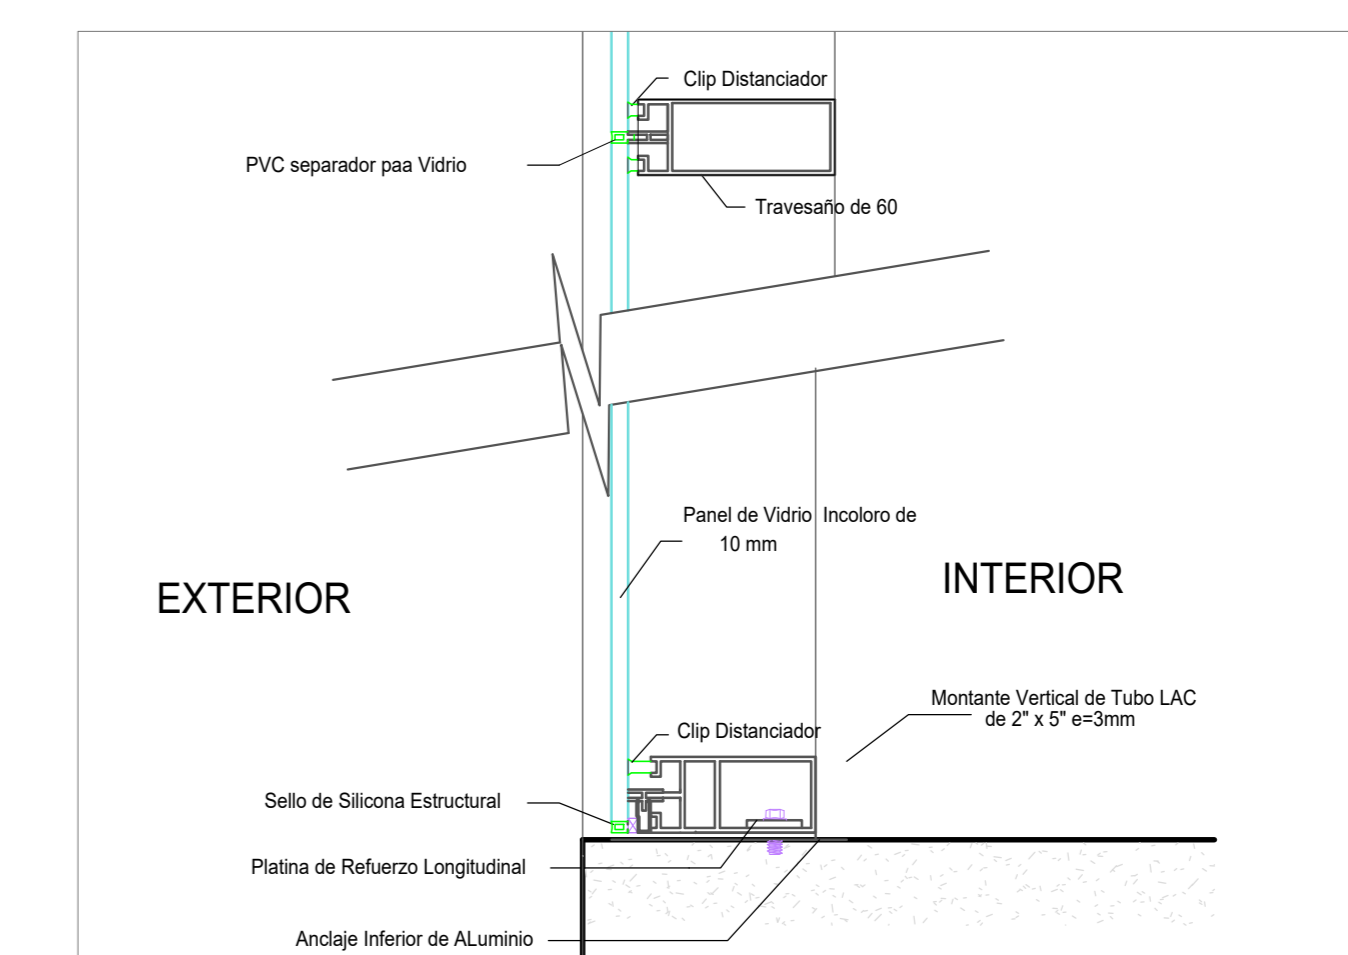 Clip Distanciador
PVC separador paa Vidrio
Travesaño de 60
Panel de Vidrio Incoloro de
10 mm
EXTERIOR
INTERIOR
Montante Vertical de Tubo LAC
de 2" x 5" e=3mm
Clip Distanciador
Sello de Silicona Estructural
Platina de Refuerzo Longitudinal
Anclaje Inferior de ALuminio